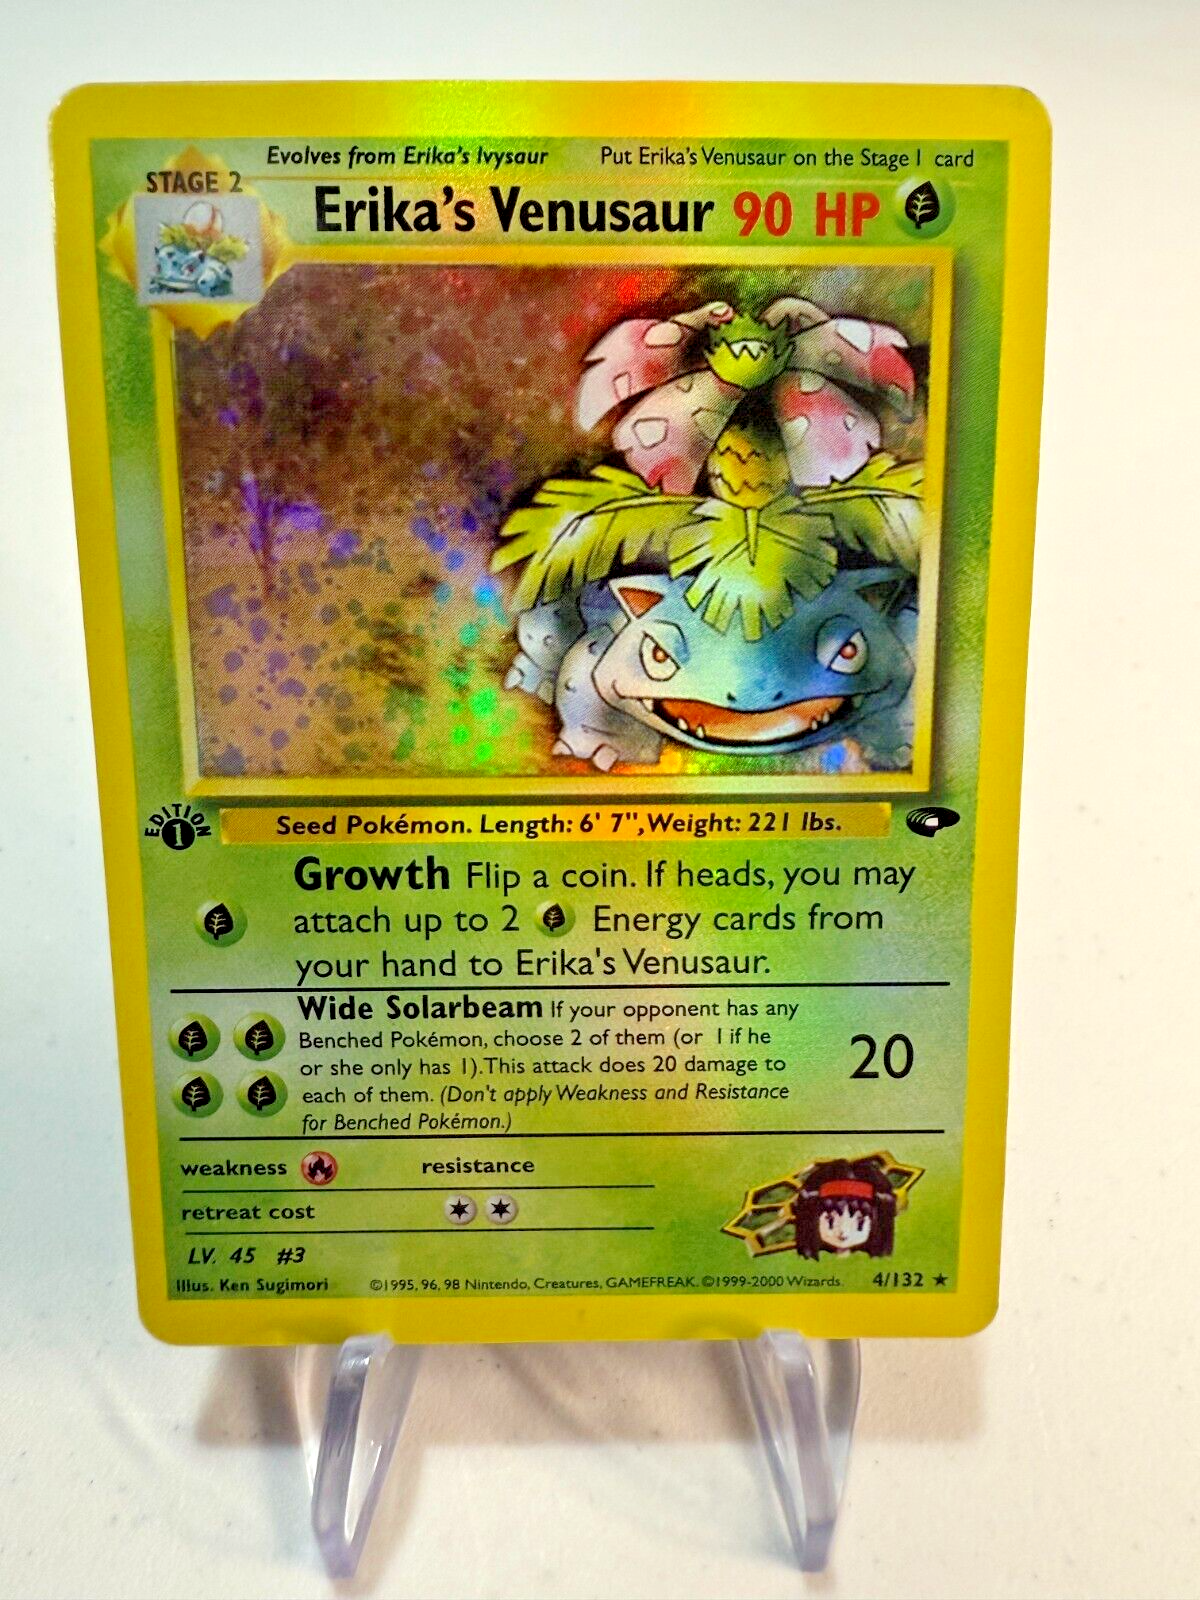 Evolves from Erika's Ivysaur Put Erika's Venusaur on the Stage 1 card
STAGE 2
Erika's Venusaur 90 HP
EDITION
1
Seed Pokémon. Length: 6' 7", Weight: 221 lbs.
Growth Flip a coin. If heads, you may
attach up to 2 Energy cards from
your hand to Erika's Venusaur.
Wide Solarbeam If your opponent has any
Benched Pokémon, choose 2 of them (or 1 if he
or she only has 1). This attack does 20 damage to
each of them. (Don't apply Weakness and Resistance
for Benched Pokémon.)
20
weakness resistance
retreat cost
LV. 45 #3
Illus. Ken Sugimori ©1995, 96, 98 Nintendo, Creatures, GAMEFREAK. ©1999-2000 Wizards. 4/132 ★